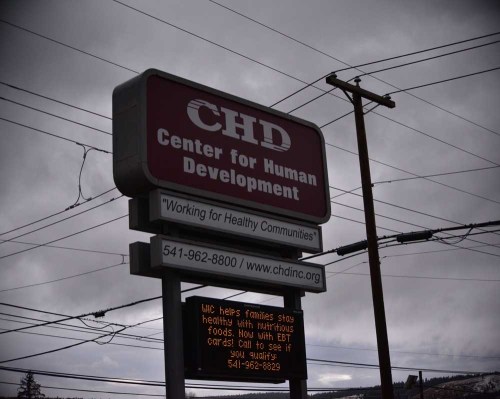 CHD
Center for Human
Development
"Working for Healthy Communities"
541-962-8800 / www.chdinc.org
WIC helps families stay
healthy with nutritious
foods. Now with EBT
cards! Call to see if
you qualify:
541-962-8829